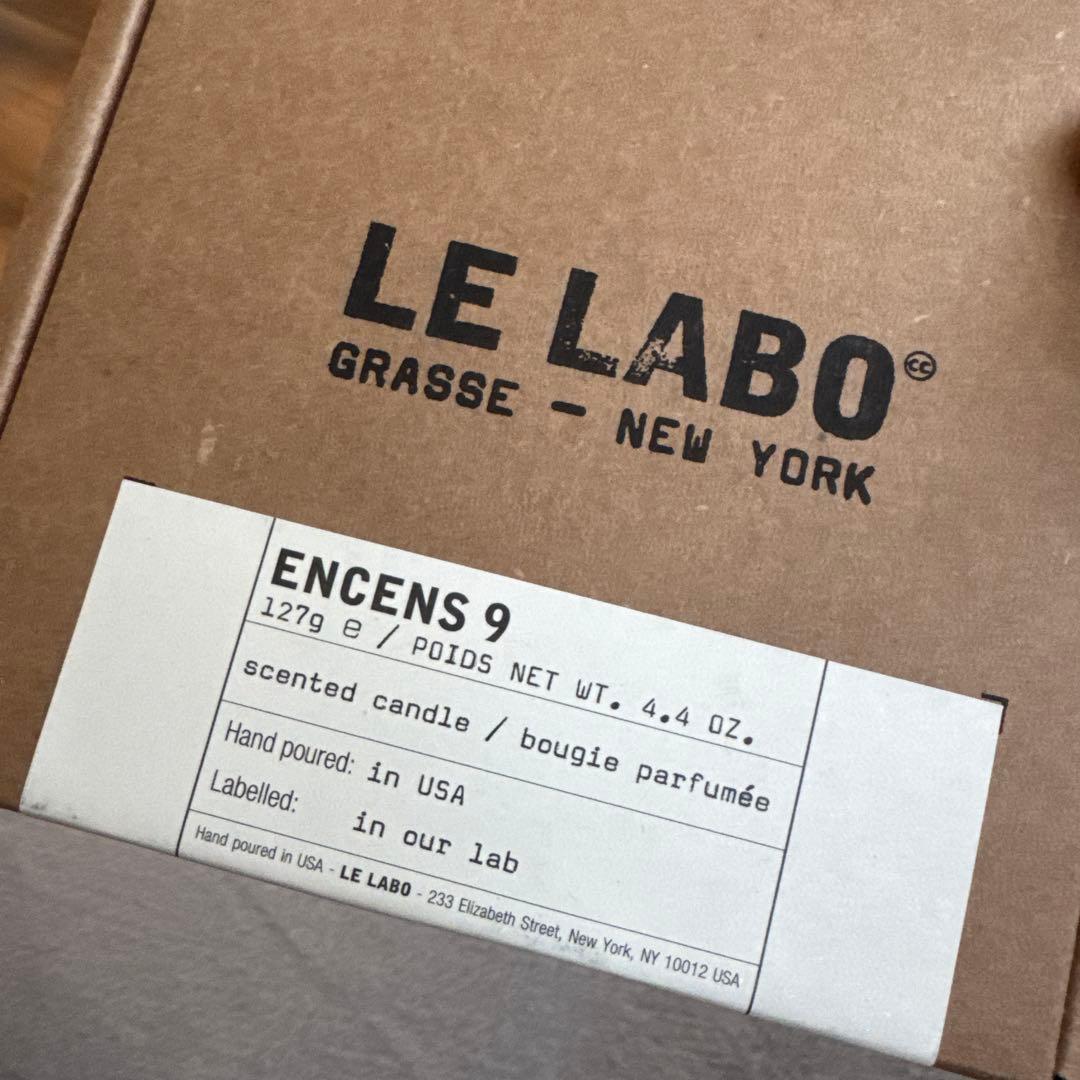 LE LABO
cc
GRASSE – NEW YORK
ENCENS 9
127g e / POIDS NET WT. 4.4 OZ.
scented candle / bougie parfumée
Hand poured: in USA
Labelled: in our lab
Hand poured in USA - LE LABO - 233 Elizabeth Street, New York, NY 10012 USA